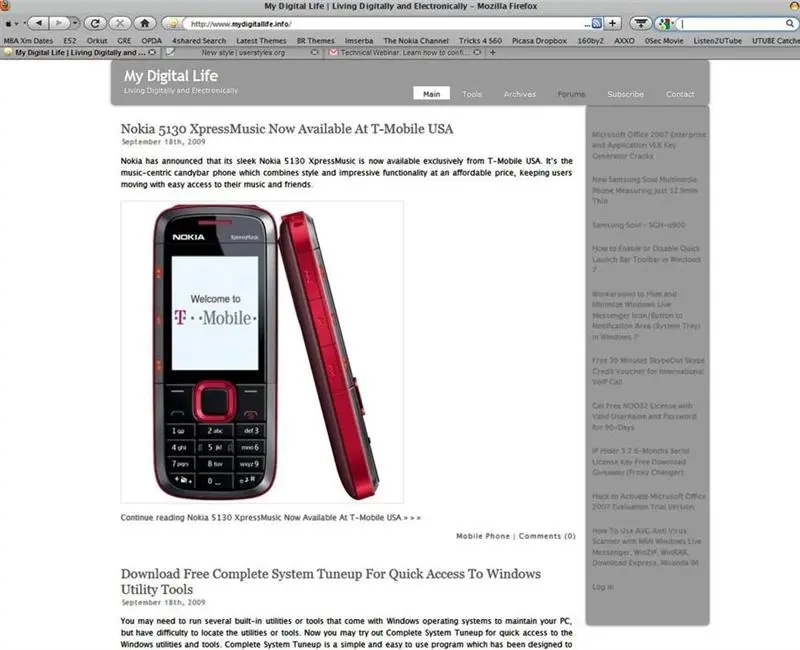 My Digital Life | Living Digitally and Electronically - Mozilla Firefox
http://www.mydigitallife.info/
MBA Xm Dates E52 Orkut GRE OPDA 4shared Search Latest Themes BR Themes Imserba The Nokia Channel Tricks 4 560 Picasa Dropbox 160by2 AXXO 0Sec Movie Listen2UTube UTUBE Catche
My Digital Life | Living Digitally and ... New style | userstyles.org Technical Webinar: Learn how to confi...
My Digital Life
Living Digitally and Electronically
Main Tools Archives Forums Subscribe Contact
Nokia 5130 XpressMusic Now Available At T-Mobile USA
September 18th, 2009
Nokia has announced that its sleek Nokia 5130 XpressMusic is now available exclusively from T-Mobile USA. It's the
music-centric candybar phone which combines style and impressive functionality at an affordable price, keeping users
moving with easy access to their music and friends.
NOKIA XpressMusic
Welcome to
T··Mobile·
1 2 abc def 3
4 ghi 5 jkl mno 6
7 pqrs 8 tuv wxyz 9
Continue reading Nokia 5130 XpressMusic Now Available At T-Mobile USA » » »
Mobile Phone | Comments (0)
Download Free Complete System Tuneup For Quick Access To Windows
Utility Tools
September 18th, 2009
You may need to run several built-in utilities or tools that come with Windows operating systems to maintain your PC,
but have difficulty to locate the utilities or tools. Now you may try out Complete System Tuneup for quick access to the
Windows utilities and tools. Complete System Tuneup is a simple and easy to use program which has been designed to
Microsoft Office 2007 Enterprise
and Application VLK Key
Generator Cracks
New Samsung Soul Multimedia
Phone Measuring Just 12.9mm
Thin
Samsung Soul - SGH-u900
How to Enable or Disable Quick
Launch Bar Toolbar in Windows
7
Workaround to Hide and
Minimize Windows Live
Messenger Icon/Button to
Notification Area (System Tray)
in Windows 7
Free 30 Minutes SkypeOut Skype
Credit Voucher for International
VoIP Call
Get Free NOD32 License with
Valid Username and Password
for 90-Days
IP Hider 3.7 6-Months Serial
License Key Free Download
Giveaway (Proxy Changer)
Hack to Activate Microsoft Office
2007 Evaluation Trial Version
How To Use AVG Anti Virus
Scanner with MSN Windows Live
Messenger, WinZIP, WinRAR,
Download Express, Miranda IM
Log in